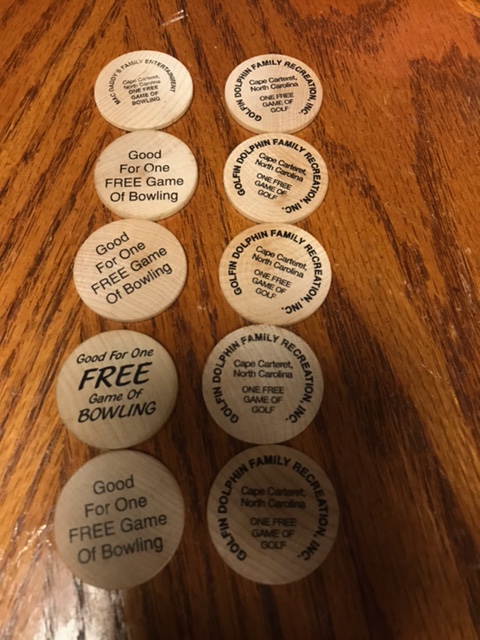 MAC DADDY'S FAMILY ENTERTAINMENT
Cape Carteret,
North Carolina
ONE FREE
GAME OF
BOWLING
GOLFIN DOLPHIN FAMILY RECREATION, INC.
Cape Carteret,
North Carolina
ONE FREE
GAME OF
GOLF
Good
For One
FREE Game
Of Bowling
GOLFIN DOLPHIN FAMILY RECREATION, INC.
Cape Carteret,
North Carolina
ONE FREE
GAME OF
GOLF
Good
For One
FREE Game
Of Bowling
GOLFIN DOLPHIN FAMILY RECREATION, INC.
Cape Carteret,
North Carolina
ONE FREE
GAME OF
GOLF
Good For One
FREE
Game Of
BOWLING
GOLFIN DOLPHIN FAMILY RECREATION, INC.
Cape Carteret,
North Carolina
ONE FREE
GAME OF
GOLF
Good
For One
FREE Game
Of Bowling
GOLFIN DOLPHIN FAMILY RECREATION, INC.
Cape Carteret,
North Carolina
ONE FREE
GAME OF
GOLF